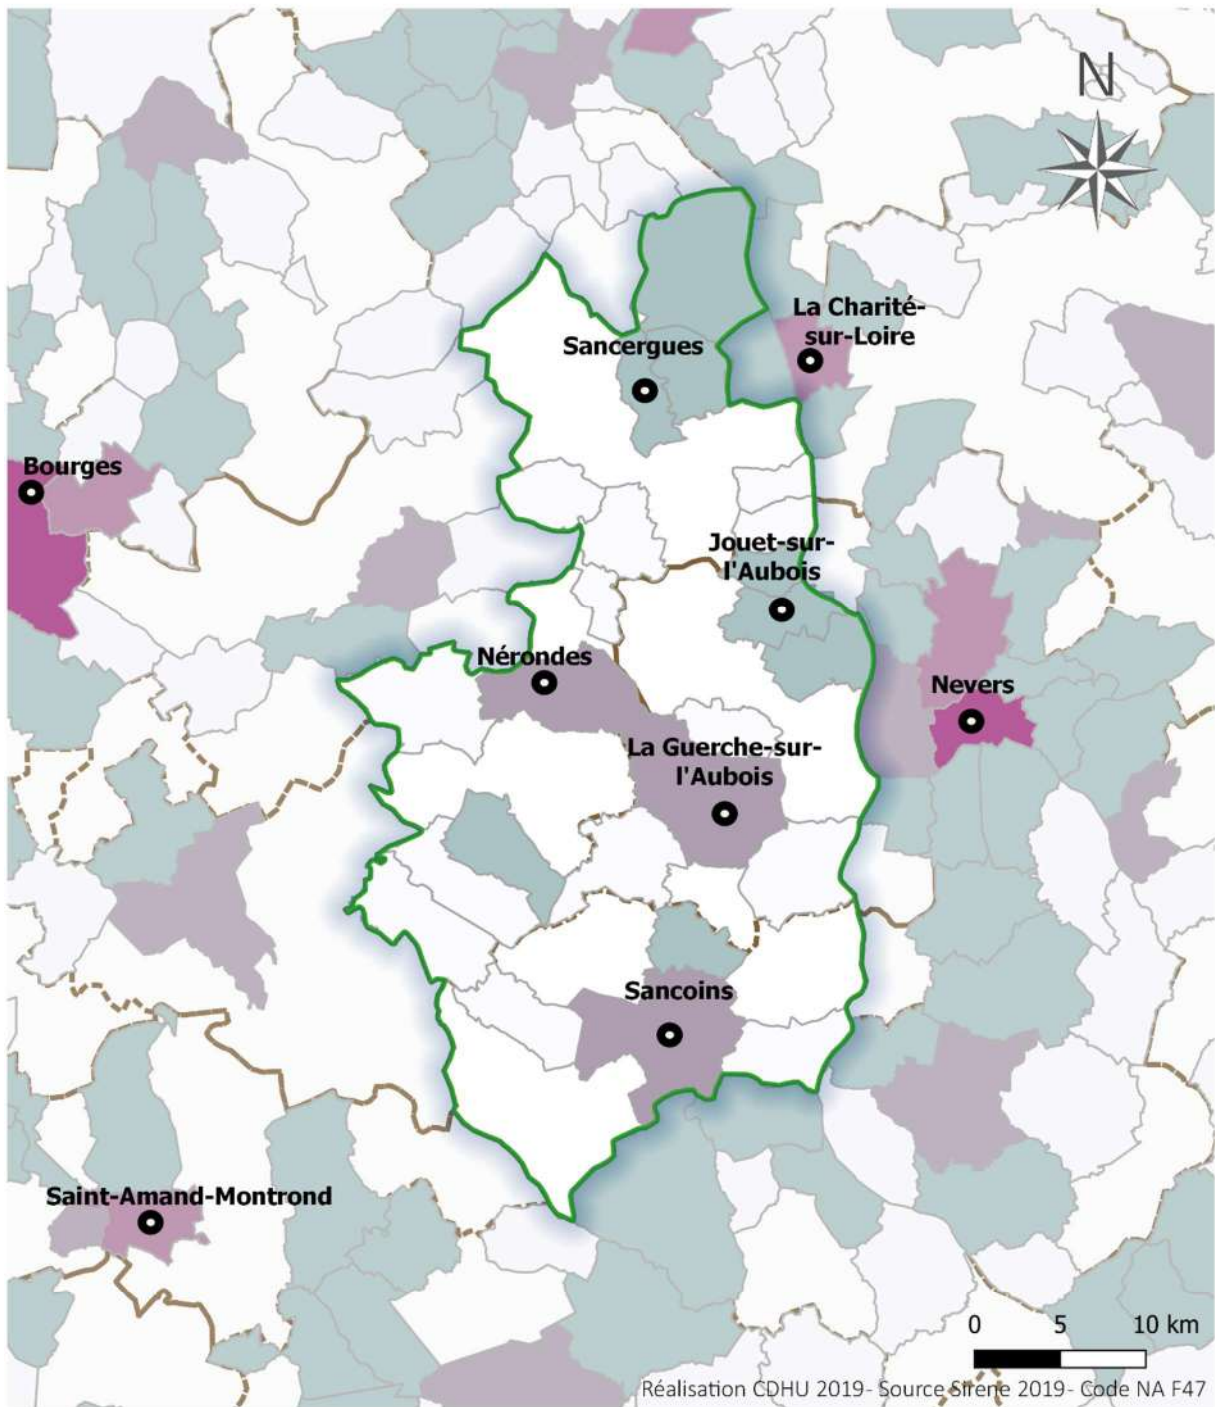 N
La Charité-
sur-Loire
Sancergues
Bourges
Jouet-sur-
l'Aubois
Nérondes
Nevers
La Guerche-sur-
l'Aubois
Sancoins
Saint-Amand-Montrond
0 5 10 km
Réalisation CDHU 2019- Source Sirene 2019- Code NA F47